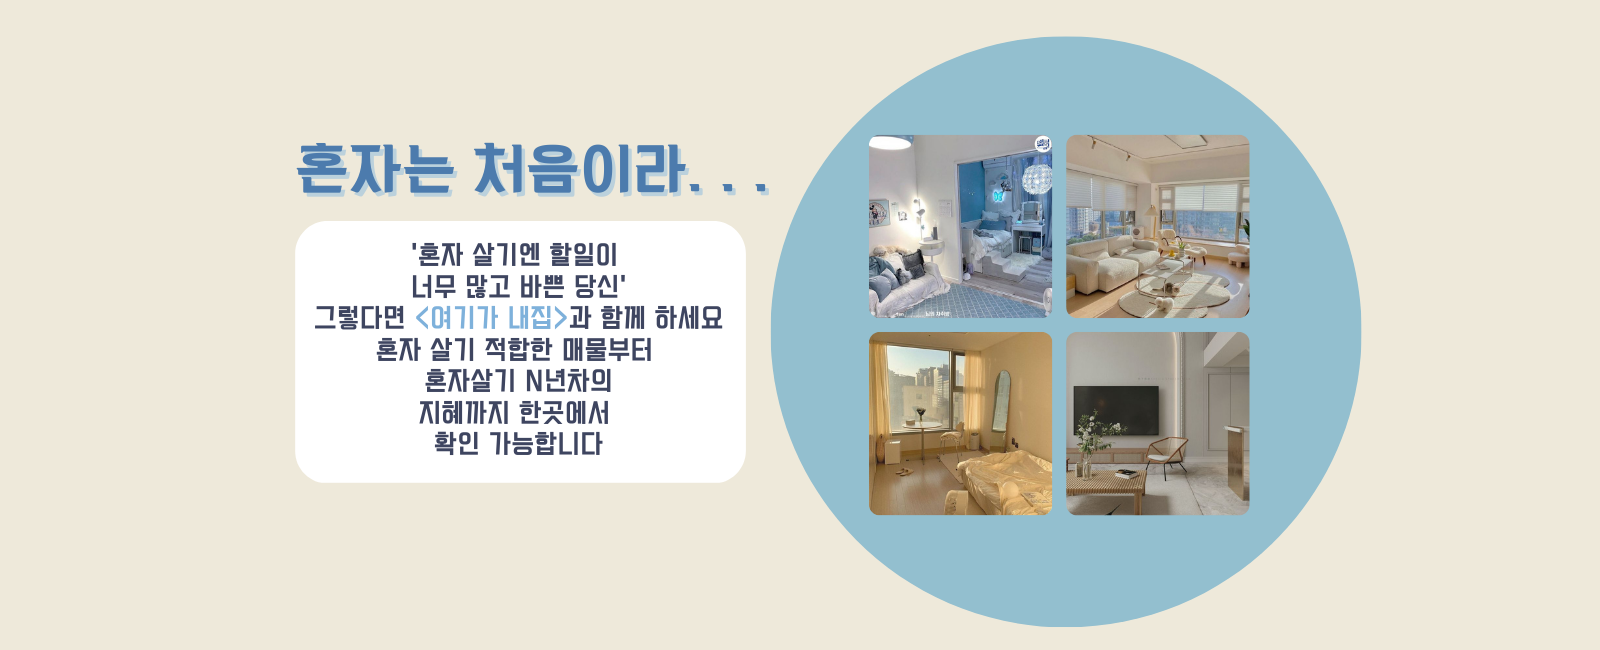 혼자는 처음이라. . .
'혼자 살기엔 할일이
너무 많고 바쁜 당신'
그렇다면 <여기가 내집>과 함께 하세요
혼자 살기 적합한 매물부터
혼자살기 N년차의
지혜까지 한곳에서
확인 가능합니다